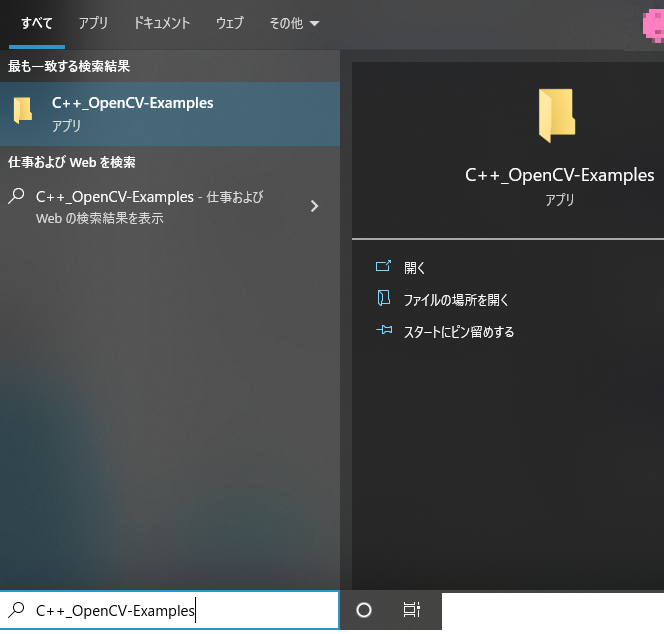 すべて アプリ ドキュメント ウェブ その他
最も一致する検索結果
C++_OpenCV-Examples
アプリ
仕事および Web を検索
C++_OpenCV-Examples - 仕事および
Web の検索結果を表示
C++_OpenCV-Examples
アプリ
開く
ファイルの場所を開く
スタートにピン留めする
C++_OpenCV-Examples